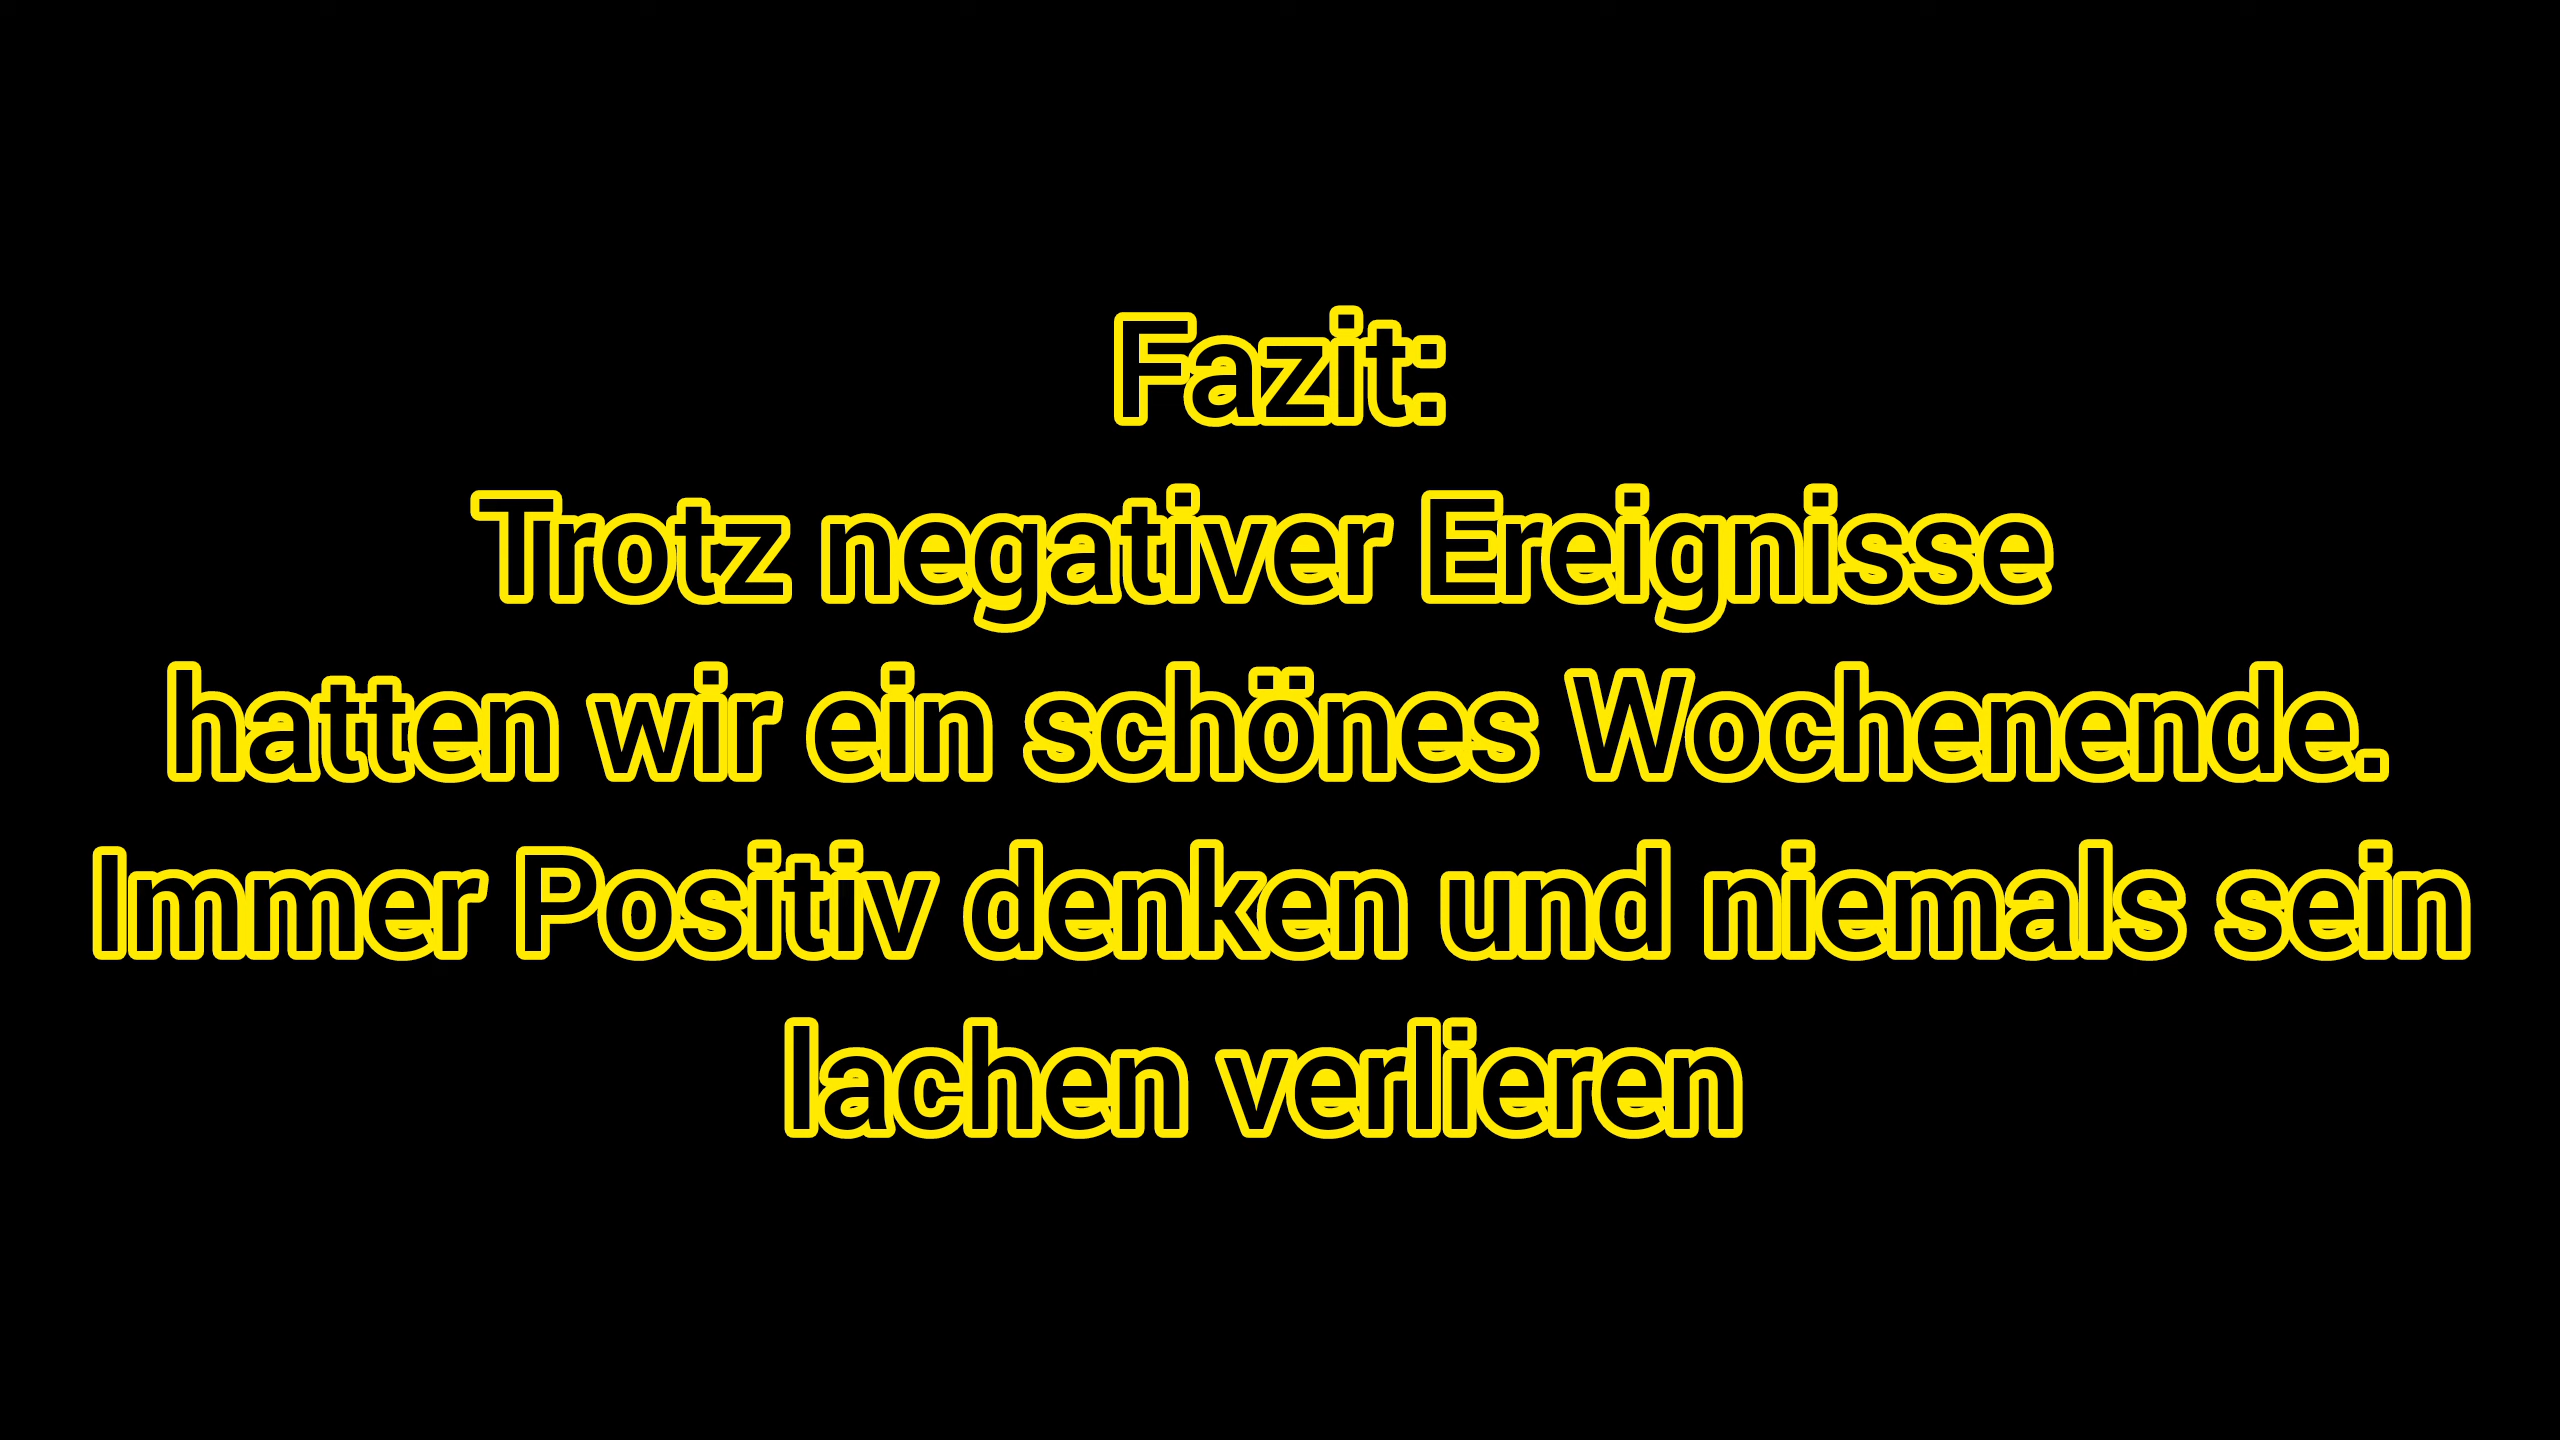 Fazit:
Trotz negativer Ereignisse
hatten wir ein schönes Wochenende.
Immer Positiv denken und niemals sein
lachen verlieren